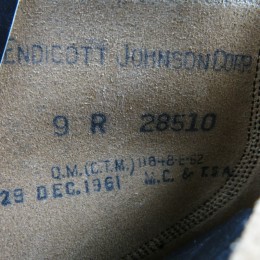 ENDICOTT JOHNSON CORP
9 R 28510
Q.M.(C.T.M.)
29 DEC.1961 M.C. &